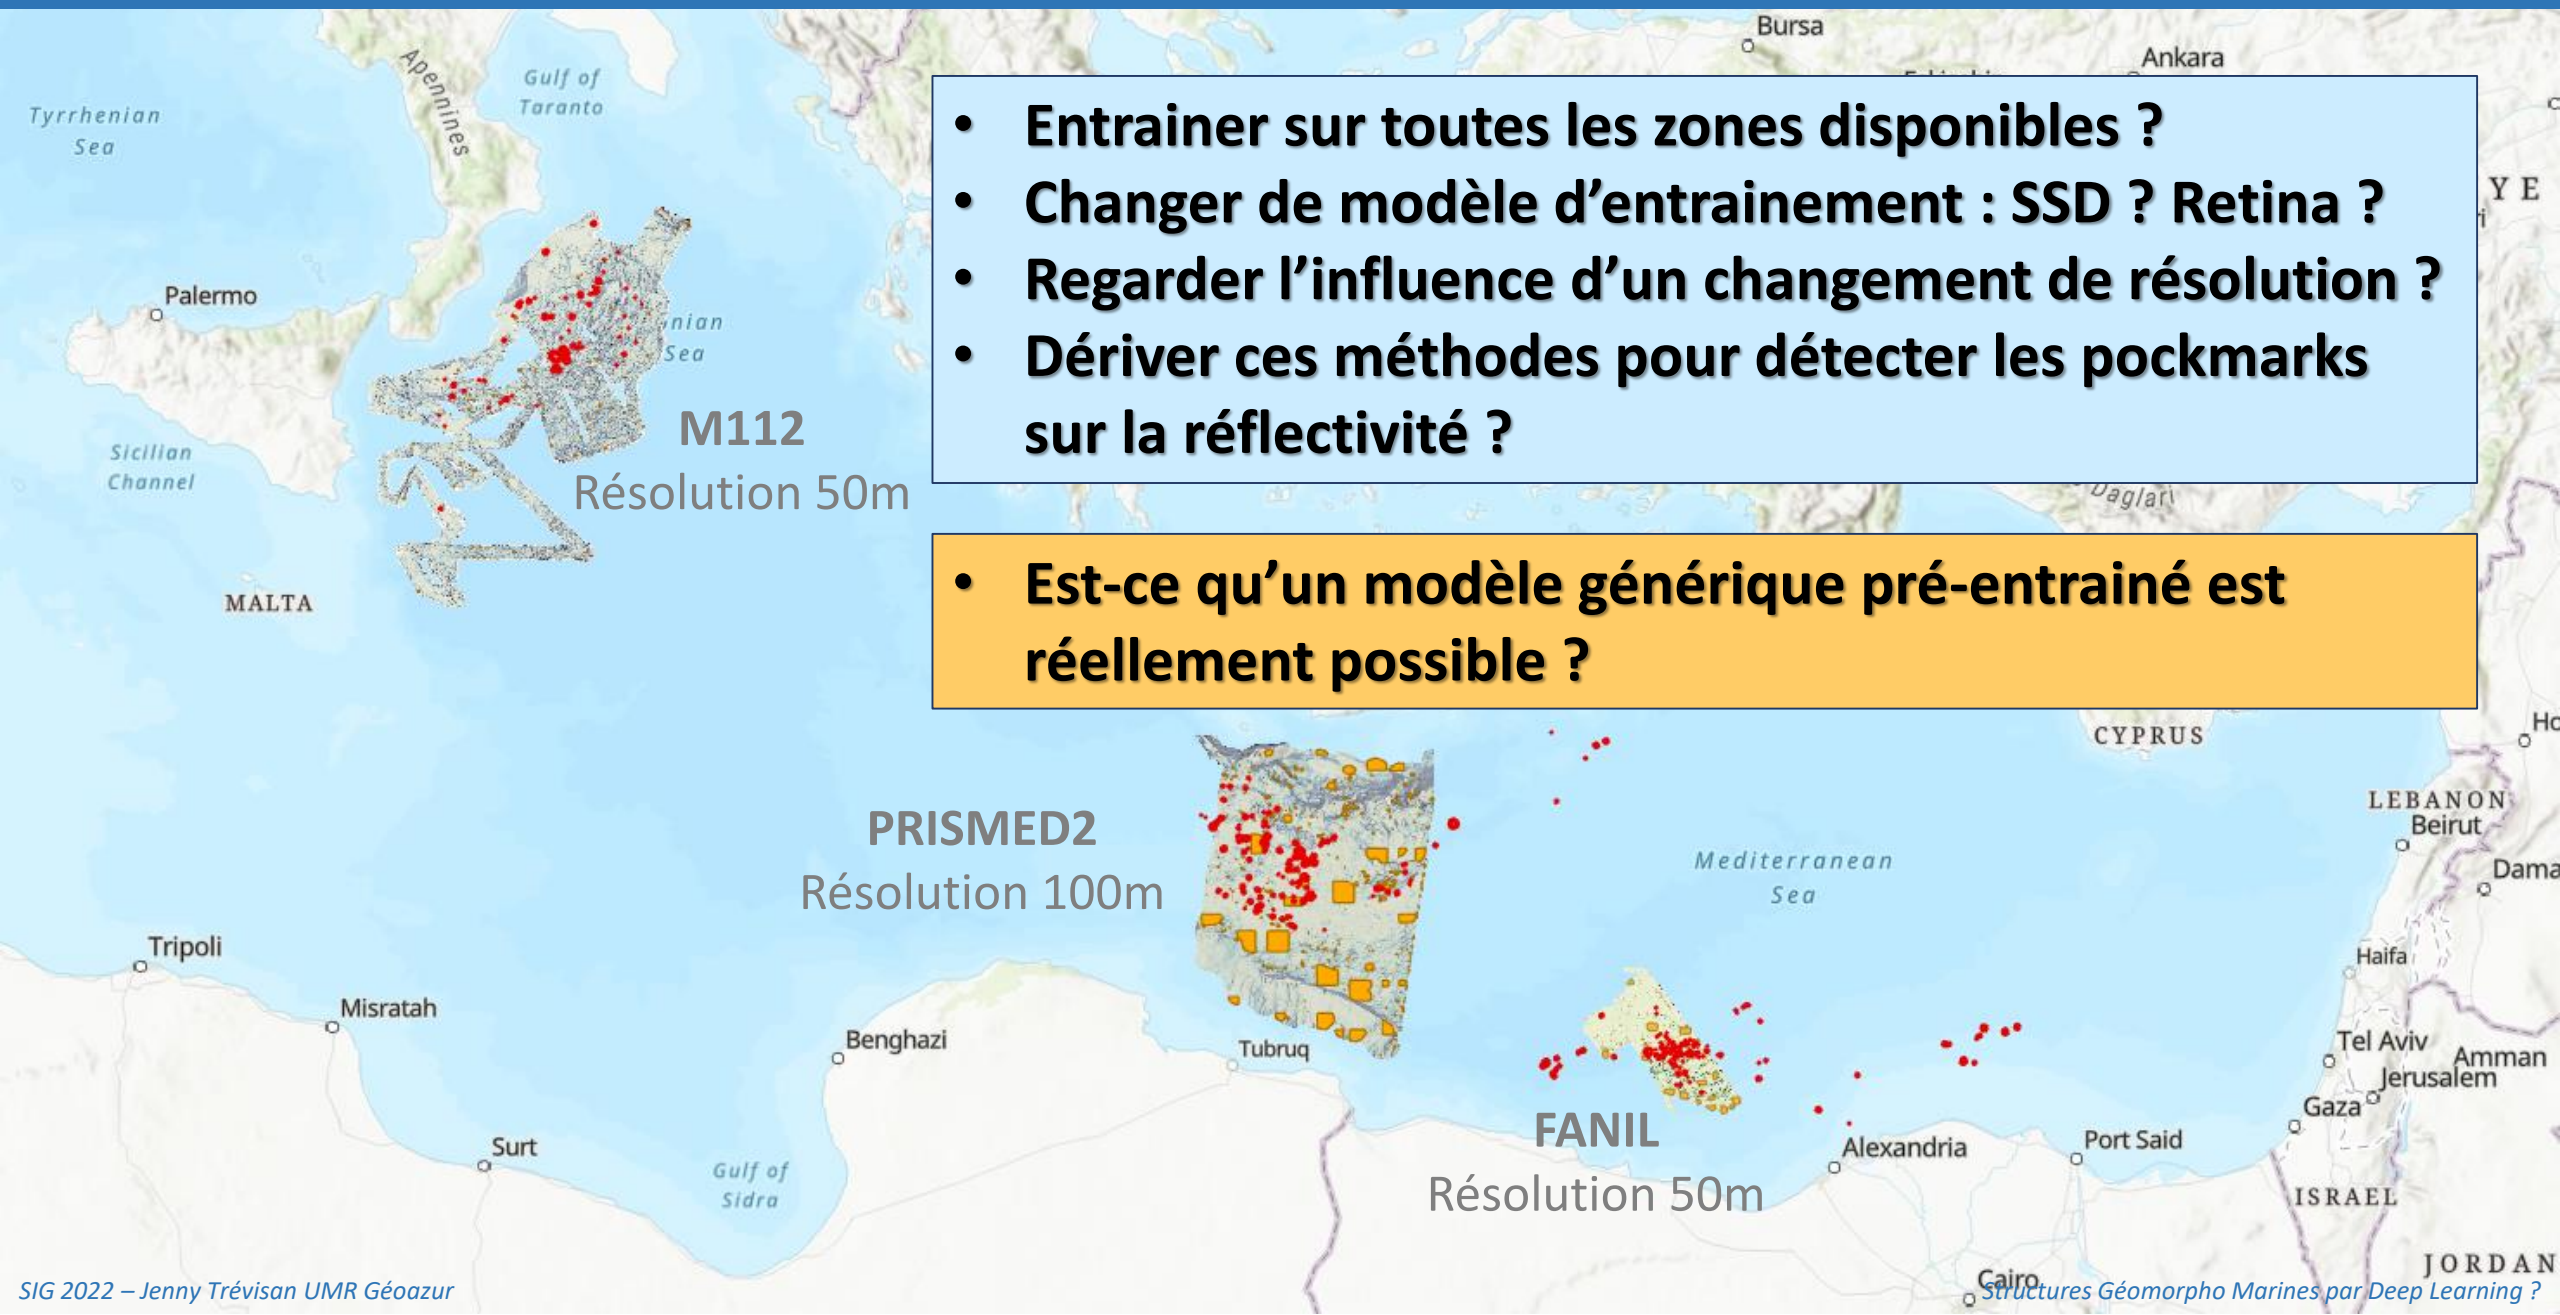 Bursa
Ankara
Apennines
Gulf of
Taranto
Tyrrhenian
Sea
• Entrainer sur toutes les zones disponibles ?
• Changer de modèle d’entrainement : SSD ? Retina ?
• Regarder l’influence d’un changement de résolution ?
• Dériver ces méthodes pour détecter les pockmarks
sur la réflectivité ?
Y E
Palermo
Sea
M112
Résolution 50m
Sicilian
Channel
Daglari
• Est-ce qu’un modèle générique pré-entrainé est
réellement possible ?
MALTA
CYPRUS
LEBANON
Beirut
PRISMED2
Résolution 100m
Mediterranean
Sea
Tripoli
Haifa
Misratah
Benghazi
Tubruq
Tel Aviv
Amman
Jerusalem
Gaza
FANIL
Résolution 50m
Alexandria
Port Said
Surt
Gulf of
Sidra
ISRAEL
JORDAN
Cairo
SIG 2022 – Jenny Trévisan UMR Géoazur
Structures Géomorpho Marines par Deep Learning ?